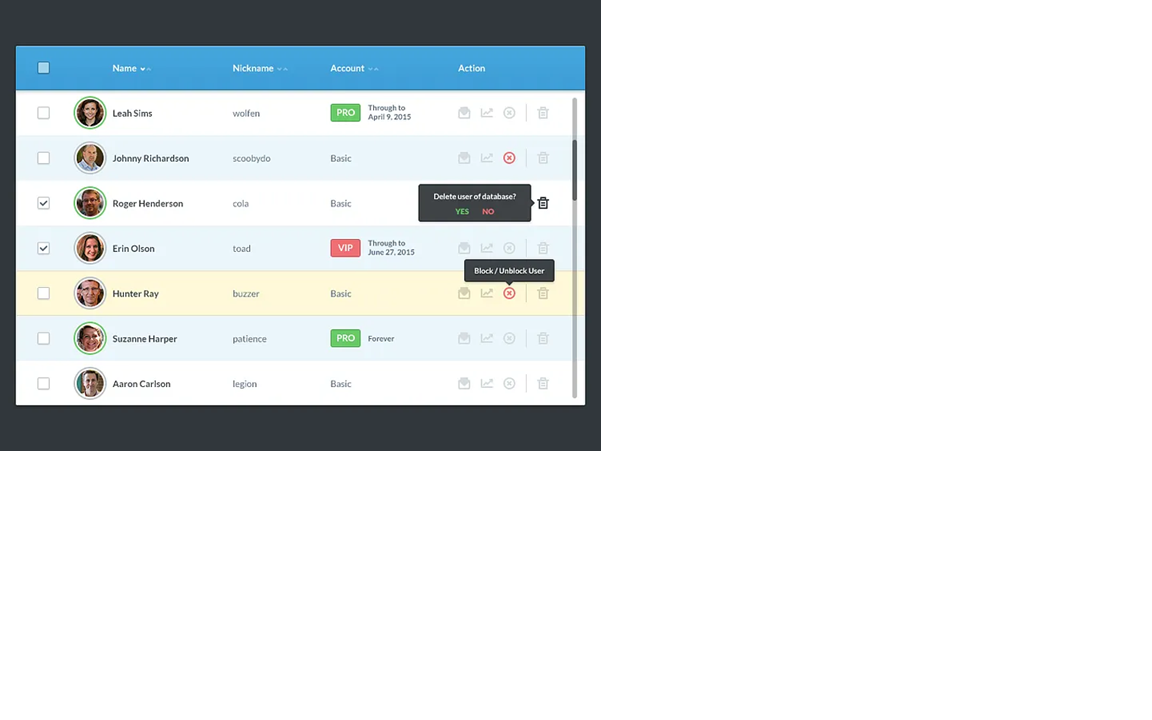 Name Nickname Account Action
Leah Sims wolfen PRO Through to
April 9, 2015
Johnny Richardson scoobydo Basic
Roger Henderson cola Basic Delete user of database?
YES NO
Erin Olson toad VIP Through to
June 27, 2015
Block / Unblock User
Hunter Ray buzzer Basic
Suzanne Harper patience PRO Forever
Aaron Carlson legion Basic